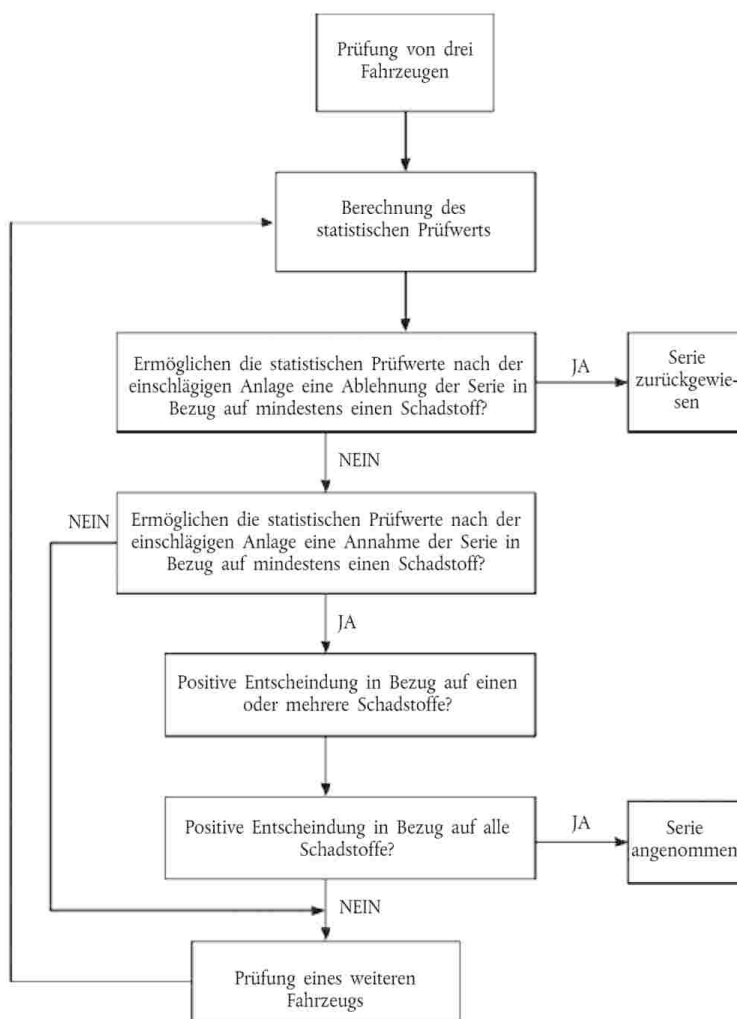 Prüfung von drei
Fahrzeugen
Berechnung des
statistischen Prüfwerts
Ermöglichen die statistischen Prüfwerte nach der
einschlägigen Anlage eine Ablehnung der Serie in
Bezug auf mindestens einen Schadstoff?
JA
Serie
zurückgewie-
sen
NEIN
NEIN
Ermöglichen die statistischen Prüfwerte nach der
einschlägigen Anlage eine Annahme der Serie in
Bezug auf mindestens einen Schadstoff?
JA
Positive Entscheindung in Bezug auf einen
oder mehrere Schadstoffe?
Positive Entscheindung in Bezug auf alle
Schadstoffe?
JA
Serie
angenommen
NEIN
Prüfung eines weiteren
Fahrzeugs